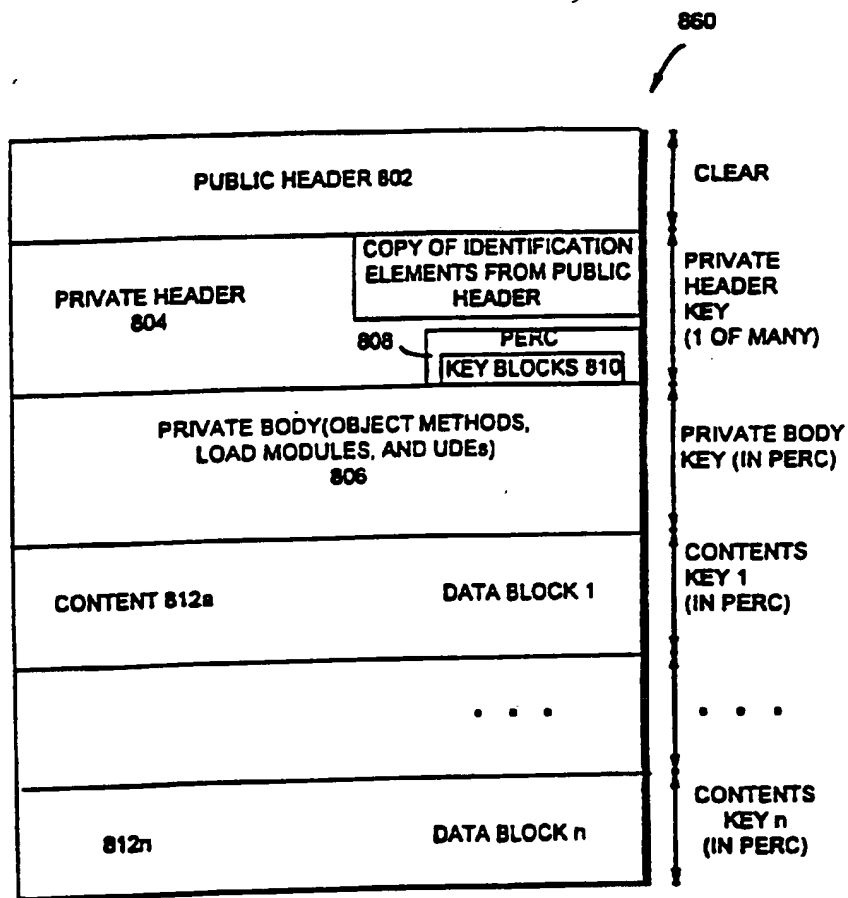 860
PUBLIC HEADER 802
CLEAR
COPY OF IDENTIFICATION
ELEMENTS FROM PUBLIC
HEADER
PRIVATE HEADER
804
808
PERC
KEY BLOCKS 810
PRIVATE
HEADER
KEY
(1 OF MANY)
PRIVATE BODY(OBJECT METHODS,
LOAD MODULES, AND UDEs)
806
PRIVATE BODY
KEY (IN PERC)
CONTENT 812a
DATA BLOCK 1
CONTENTS
KEY 1
(IN PERC)
• • •
• • •
812n
DATA BLOCK n
CONTENTS
KEY n
(IN PERC)